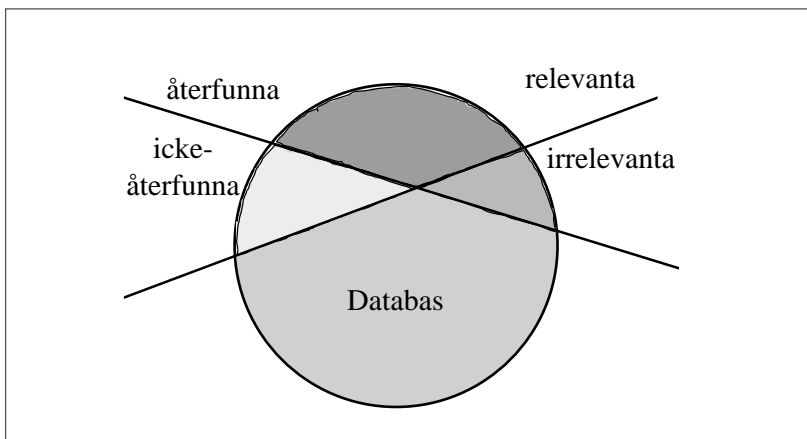 återfunna
relevanta
icke-
återfunna
irrelevanta
Databas